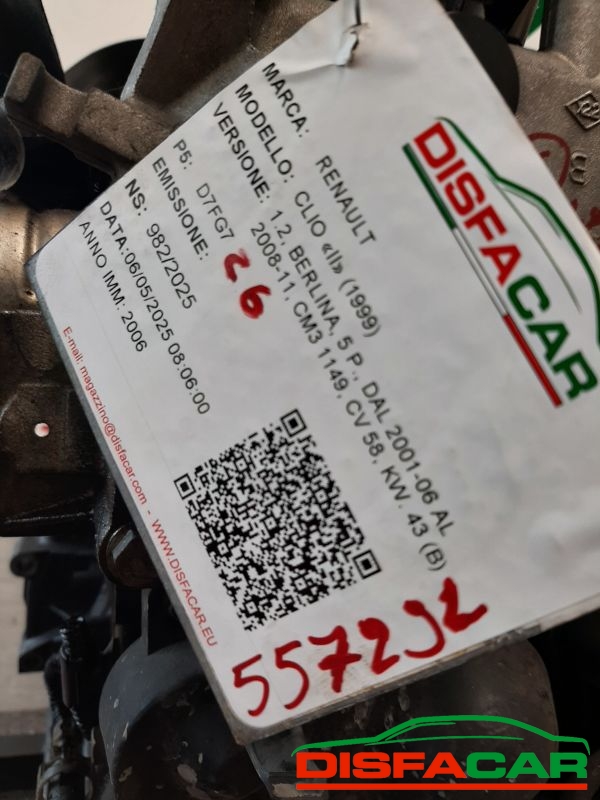 DISFACAR
MARCA: RENAULT
MODELLO: CLIO «II» (1999)
VERSIONE: 1.2, BERLINA, 5 P., DAL 2001-06 AL
2008-11, CM3 1149, CV 58, KW. 43 (B)
P5: D7FG7 26
EMISSIONE:
NS: 982/2025
DATA:06/05/2025 08:06:00
ANNO IMM: 2006
E-mail: magazzino@disfacar.com - WWW.DISFACAR.EU
557292
DISFACAR